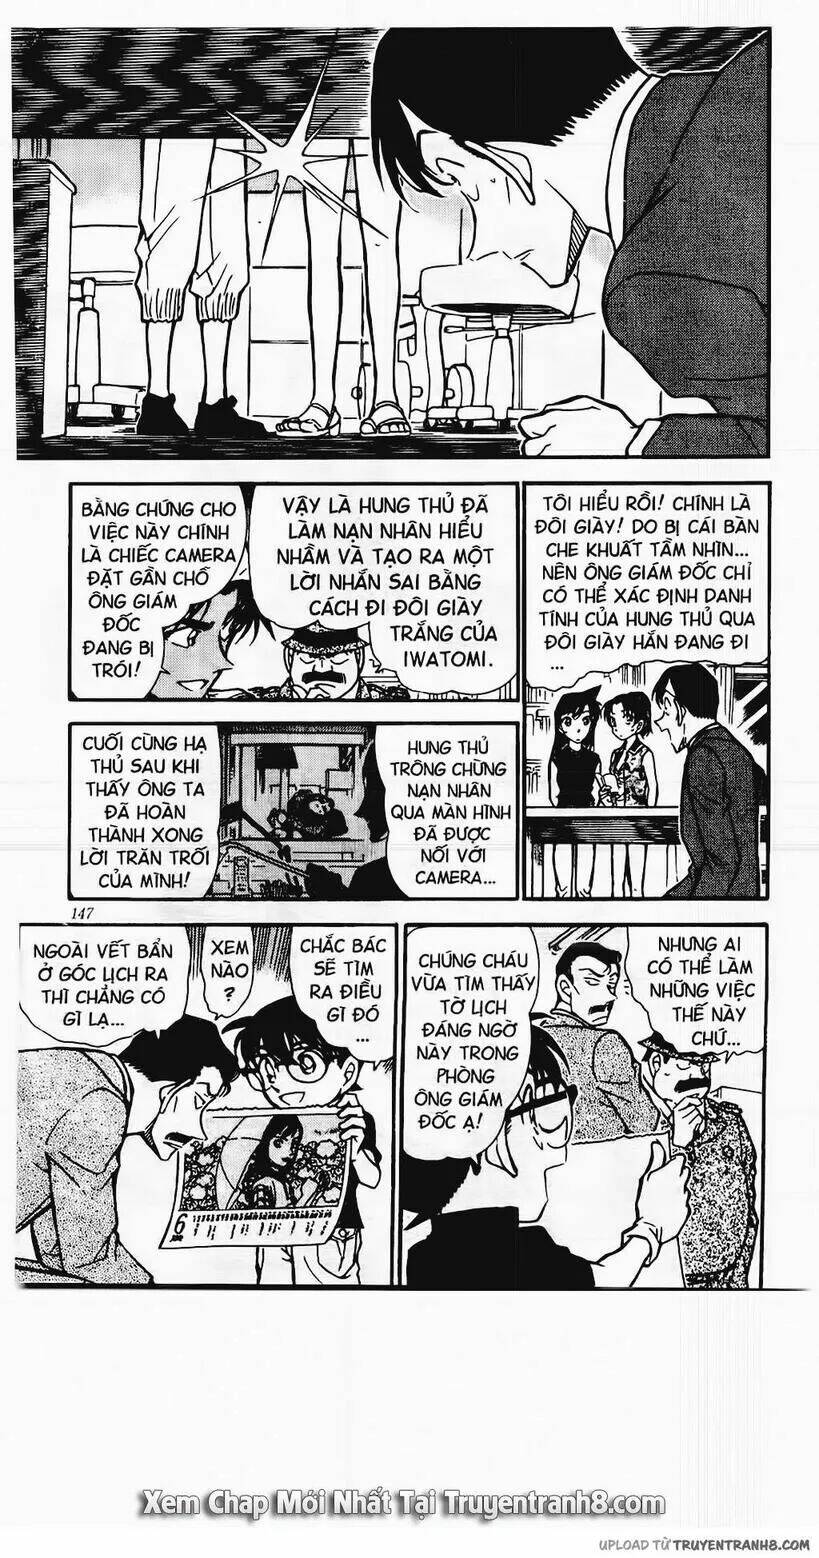 TÔI HIỂU RỒI! CHÍNH LÀ
ĐÔI GIÀY! DO BỊ CÁI BÀN
CHE KHUẤT TẦM NHÌN...
NÊN ÔNG GIÁM ĐỐC CHỈ
CÓ THỂ XÁC ĐỊNH DANH
TÍNH CỦA HUNG THỦ QUA
ĐÔI GIÀY HẮN ĐANG ĐI
...
VẬY LÀ HUNG THỦ ĐÃ
LÀM NẠN NHÂN HIỂU
NHẦM VÀ TẠO RA MỘT
LỜI NHẮN SAI BẰNG
CÁCH ĐI ĐÔI GIÀY
TRẮNG CỦA
IWATOMI.
BẰNG CHỨNG CHO
VIỆC NÀY CHÍNH
LÀ CHIẾC CAMERA
ĐẶT GẦN CHỖ
ÔNG GIÁM
ĐỐC
ĐANG BỊ
TRÓI!
HUNG THỦ
TRÔNG CHỪNG
NẠN NHÂN
QUA MÀN HÌNH
ĐÃ ĐƯỢC
NỐI VỚI
CAMERA...
CUỐI CÙNG HẠ
THỦ SAU KHI
THẤY ÔNG TA
ĐÃ HOÀN
THÀNH XONG
LỜI TRĂN TRỐI
CỦA MÌNH!
147
NHƯNG AI
CÓ THỂ LÀM
NHỮNG VIỆC
THẾ NÀY
CHỨ...
CHÚNG CHÁU
VỪA TÌM THẤY
TỜ LỊCH
ĐÁNG NGỜ
NÀY TRONG
PHÒNG
ÔNG GIÁM
ĐỐC Ạ!
CHẮC BÁC
SẼ TÌM
RA ĐIỀU
GÌ ĐÓ
...
XEM
NÀO
?
NGOÀI VẾT BẨN
Ở GÓC LỊCH RA
THÌ CHẲNG CÓ
GÌ LẠ...
6
Xem Chap Mới Nhất Tại Truyentranh8.com
UPLOAD TỪ TRUYENTRANH8.COM